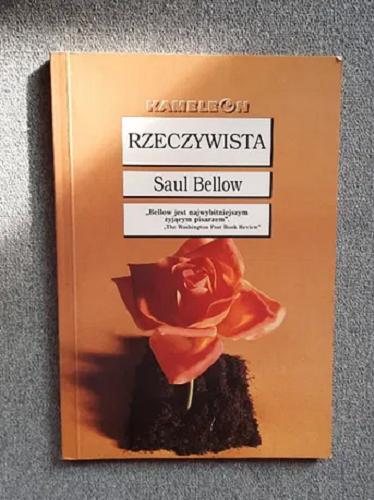 KAMELEON
RZECZYWISTA
Saul Bellow
„Bellow jest najwybitniejszym
żyjącym pisarzem".
„The Washington Post Book Review"